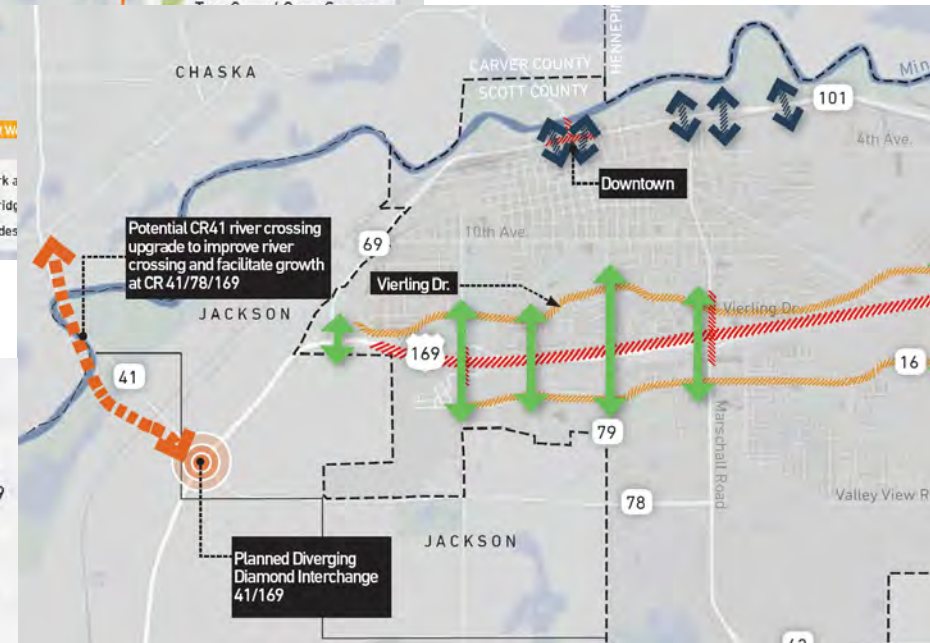 CHASKA
CARVER COUNTY
SCOTT COUNTY
101
4th Ave.
Downtown
Potential CR41 river crossing
upgrade to improve river
crossing and facilitate growth
at CR 41/78/169
69
10th Ave.
Vierling Dr.
JACKSON
Vierling Dr.
169
16
41
79
Marschall Road
78
Valley View R
JACKSON
Planned Diverging
Diamond Interchange
41/169